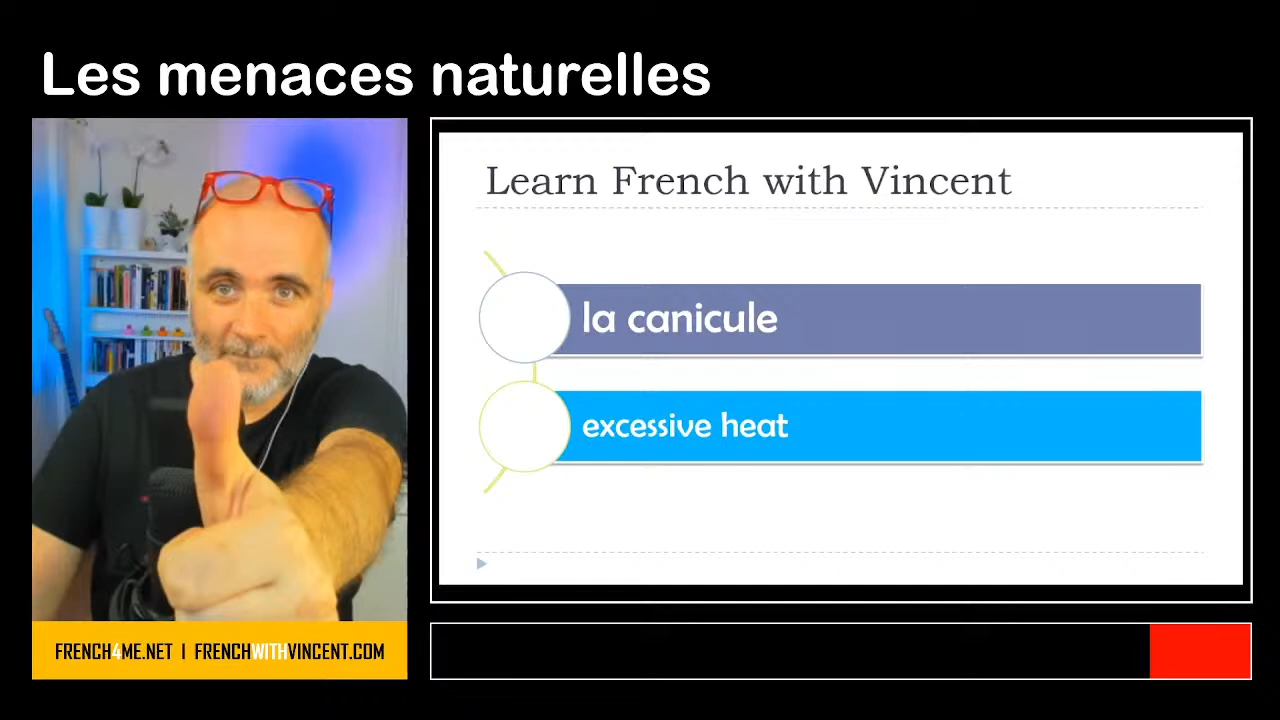 Les menaces naturelles
Learn French with Vincent
la canicule
excessive heat
FRENCH4ME.NET | FRENCHWITHVINCENT.COM